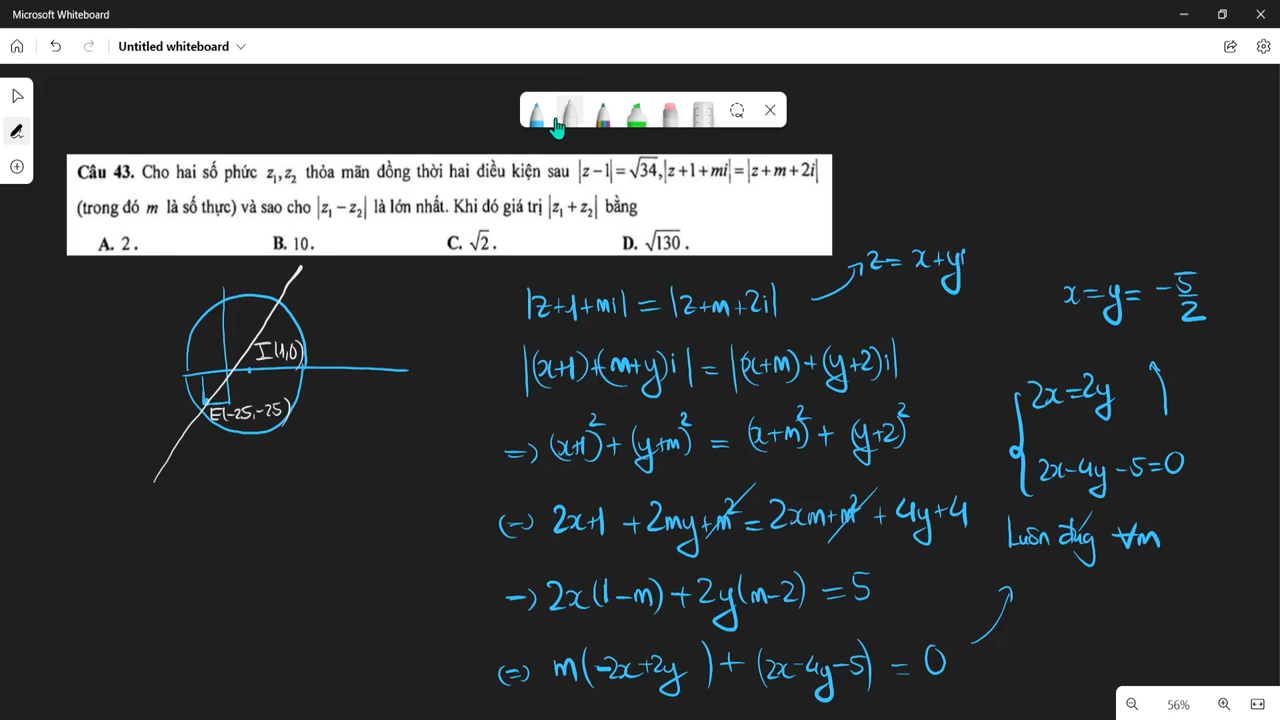 Microsoft Whiteboard
Untitled whiteboard
Câu 43. Cho hai số phức z₁,z₂ thỏa mãn đồng thời hai điều kiện sau |z−1|=√34,|z+1+mi|=|z+m+2i|
(trong đó m là số thực) và sao cho |z₁−z₂| là lớn nhất. Khi đó giá trị |z₁+z₂| bằng
A. 2. B. 10. C. √2. D. √130.
I(1,0)
E(-25,-25)
|z+1+mi| = |z+m+2i|
z= x+yi
|(x+1)+(m+y)i| = |(x+m)+(y+2)i|
=> (x+1)²+(y+m)² = (x+m)²+(y+2)²
(=) 2x+1 +2my+m² = 2xm+m² + 4y+4
-) 2x(1-m)+2y(m-2) = 5
(=) m(-2x+2y) + (2x-4y-5) = 0
x=y= -5/2
2x=2y
2x-4y-5=0
Luôn đúng ∀m
56%